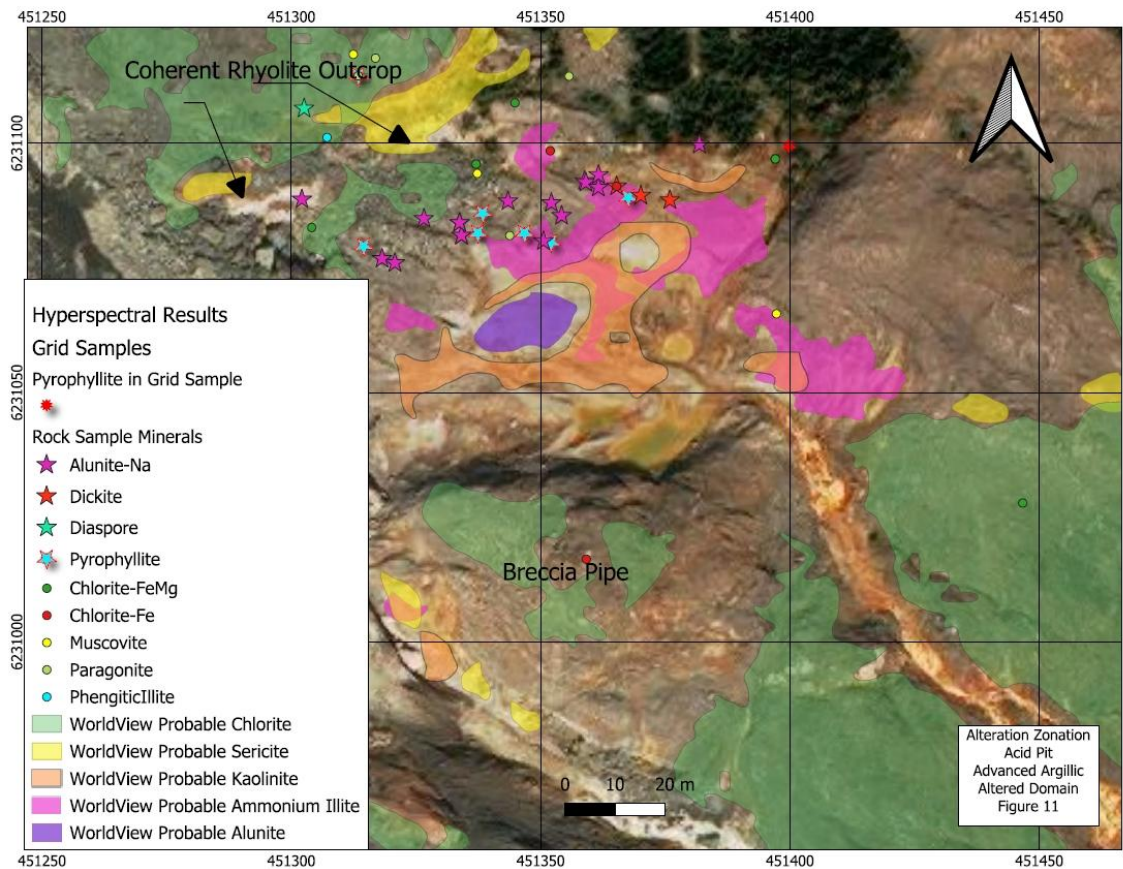 451250 451300 451350 451400 451450
Coherent Rhyolite Outcrop
6231100
6231050
6231000
Hyperspectral Results
Grid Samples
Pyrophyllite in Grid Sample
Rock Sample Minerals
Alunite-Na
Dickite
Diaspore
Pyrophyllite
Chlorite-FeMg
Chlorite-Fe
Muscovite
Paragonite
PhengiticIllite
WorldView Probable Chlorite
WorldView Probable Sericite
WorldView Probable Kaolinite
WorldView Probable Ammonium Illite
WorldView Probable Alunite
Breccia Pipe
0 10 20 m
Alteration Zonation
Acid Pit
Advanced Argillic
Altered Domain
Figure 11
451250 451300 451350 451400 451450